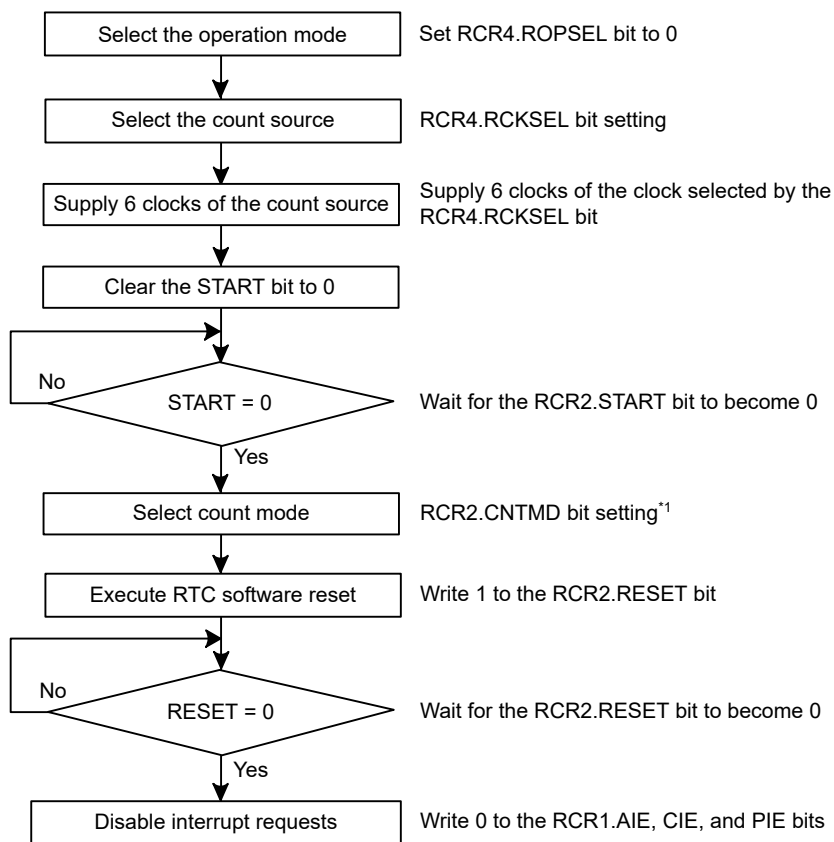 Select the operation mode Set RCR4.ROPSEL bit to 0
Select the count source RCR4.RCKSEL bit setting
Supply 6 clocks of the count source Supply 6 clocks of the clock selected by the
RCR4.RCKSEL bit
Clear the START bit to 0
No
START = 0 Wait for the RCR2.START bit to become 0
Yes
Select count mode RCR2.CNTMD bit setting*1
Execute RTC software reset Write 1 to the RCR2.RESET bit
No
RESET = 0 Wait for the RCR2.RESET bit to become 0
Yes
Disable interrupt requests Write 0 to the RCR1.AIE, CIE, and PIE bits